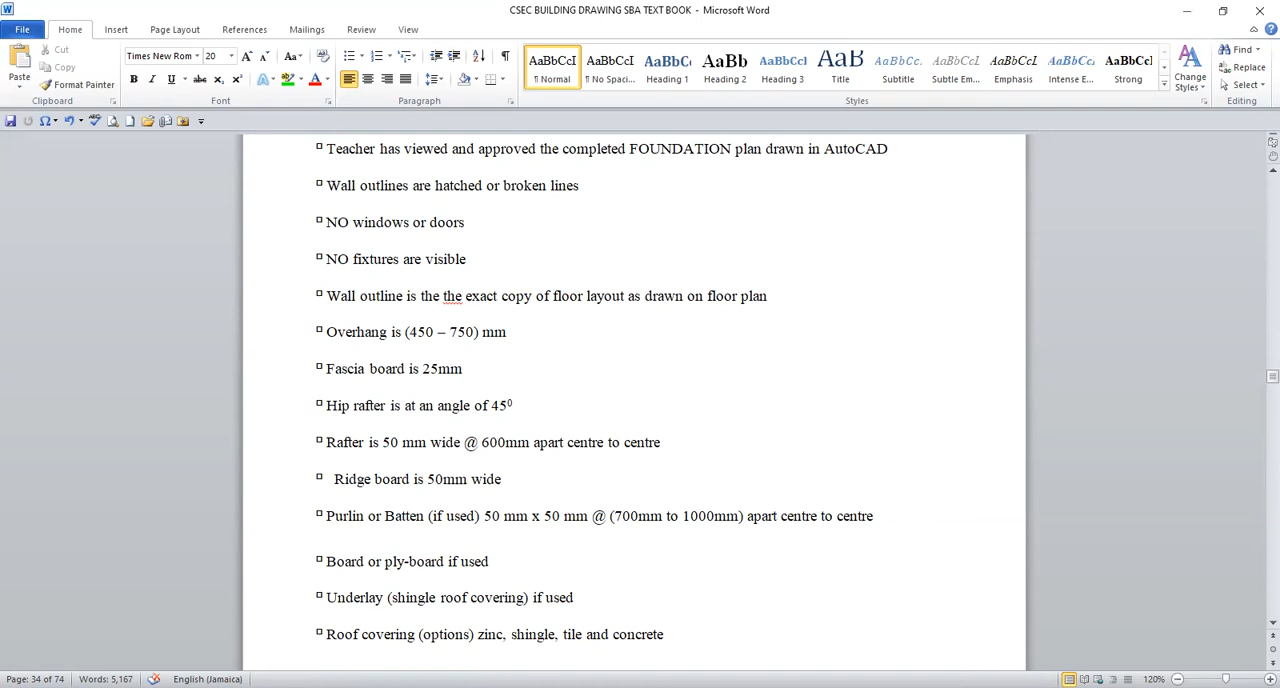 CSEC BUILDING DRAWING SBA TEXT BOOK - Microsoft Word
File Home Insert Page Layout References Mailings Review View
Cut
Copy
Format Painter
Paste
Times New Rom 20
AaBbCcI AaBbCcI AaBbC( AaBb AaBbCcI AaB AaBbCc. AaBbCcL AaBbCcL AaBbCcL AaBbCc
¶ Normal ¶ No Spaci... Heading 1 Heading 2 Heading 3 Title Subtitle Subtle Em... Emphasis Intense E... Strong
Change
Styles
Find
Replace
Select
Clipboard Font Paragraph Styles Editing
Teacher has viewed and approved the completed FOUNDATION plan drawn in AutoCAD
Wall outlines are hatched or broken lines
NO windows or doors
NO fixtures are visible
Wall outline is the the exact copy of floor layout as drawn on floor plan
Overhang is (450 – 750) mm
Fascia board is 25mm
Hip rafter is at an angle of 45⁰
Rafter is 50 mm wide @ 600mm apart centre to centre
Ridge board is 50mm wide
Purlin or Batten (if used) 50 mm x 50 mm @ (700mm to 1000mm) apart centre to centre
Board or ply-board if used
Underlay (shingle roof covering) if used
Roof covering (options) zinc, shingle, tile and concrete
Page: 34 of 74 Words: 5,167 English (Jamaica) 120%